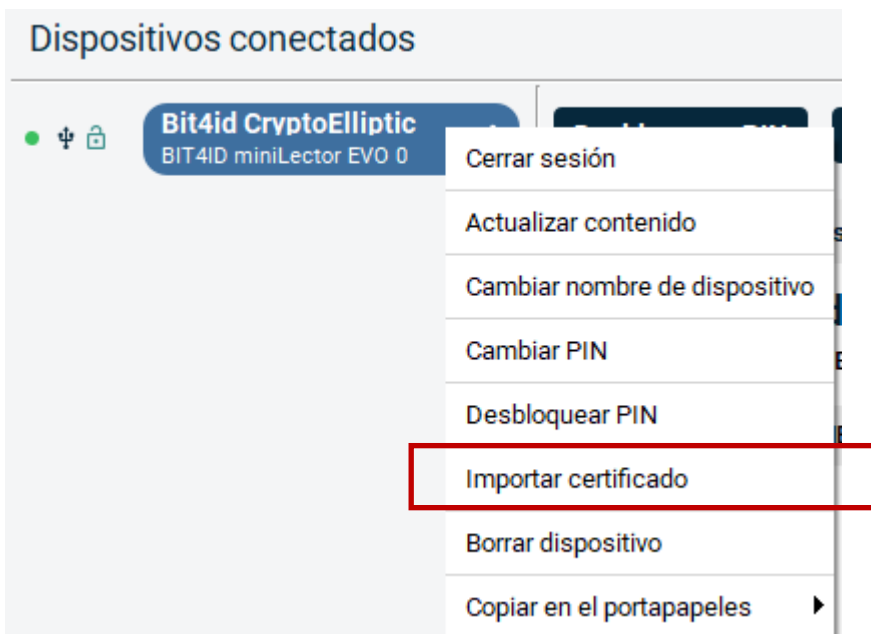 Dispositivos conectados
Bit4id CryptoElliptic
BIT4ID miniLector EVO 0
Cerrar sesión
Actualizar contenido
Cambiar nombre de dispositivo
Cambiar PIN
Desbloquear PIN
Importar certificado
Borrar dispositivo
Copiar en el portapapeles